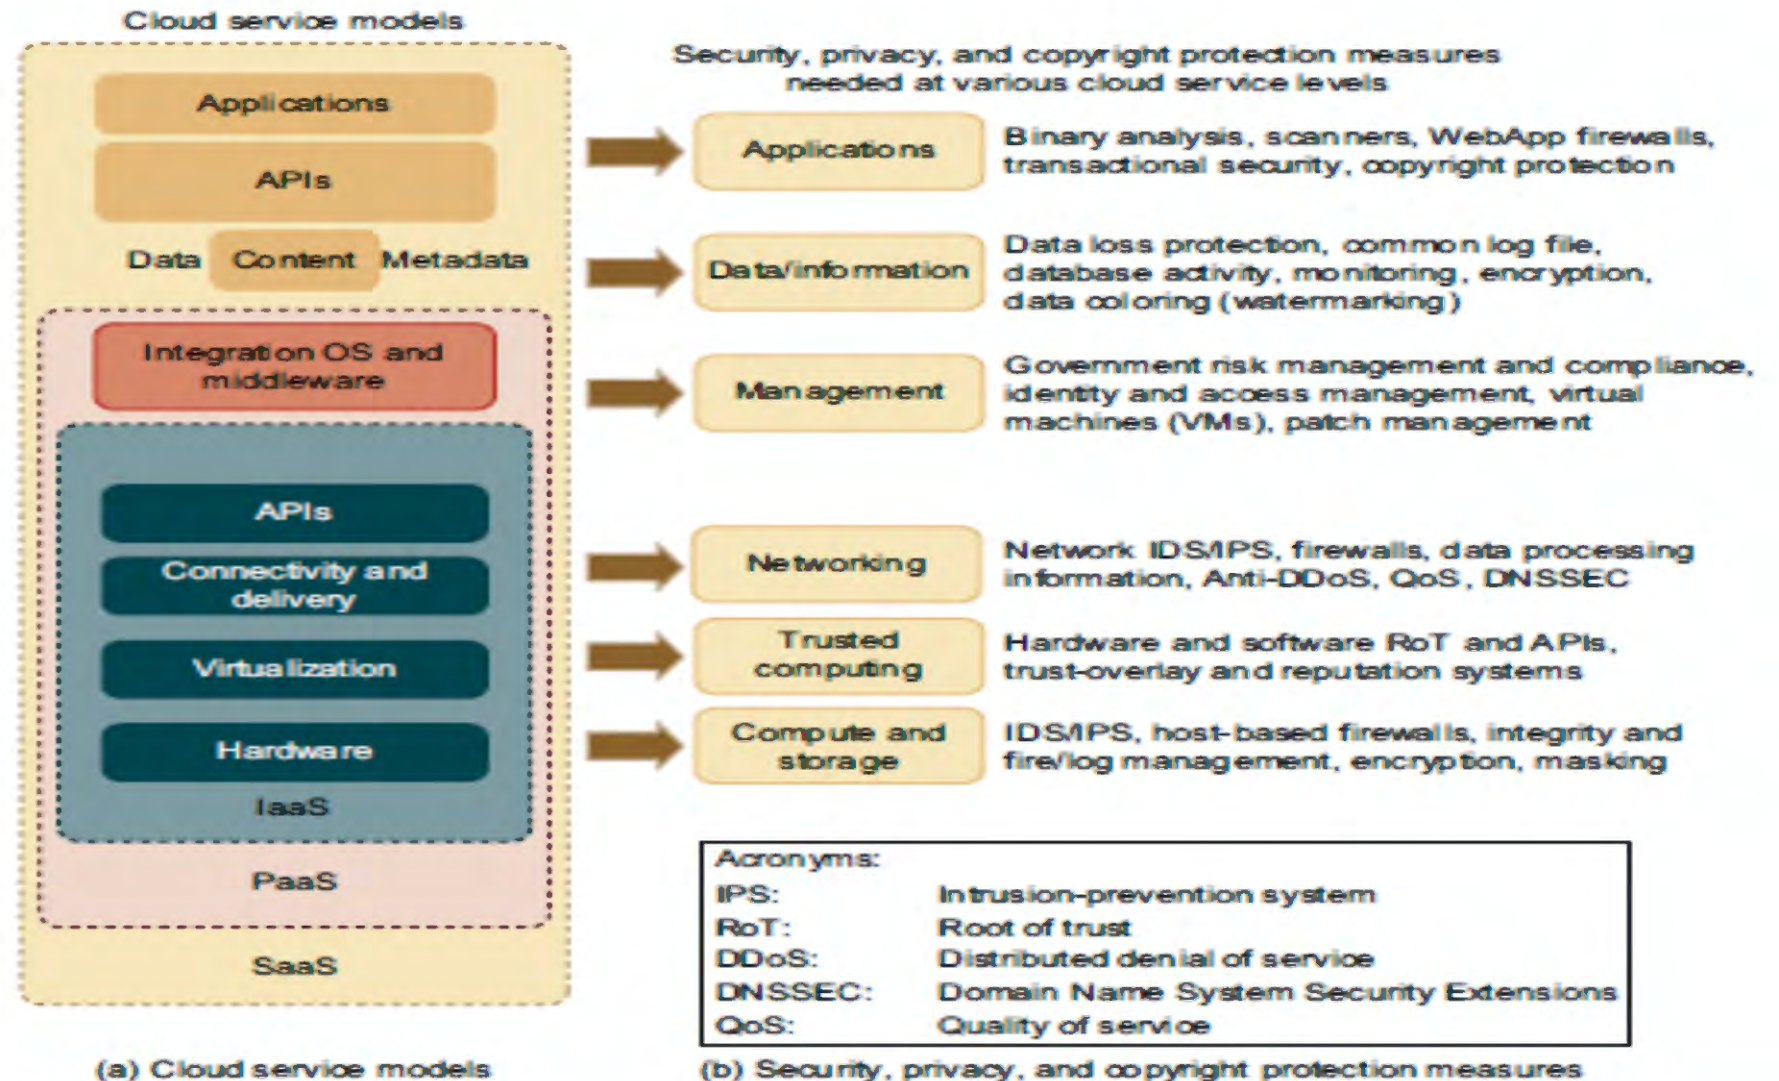 Cloud service models
Applications
APIs
Data Content Metadata
Integration OS and
middleware
APIs
Connectivity and
delivery
Virtualization
Hardware
IaaS
PaaS
SaaS
(a) Cloud service models
Security, privacy, and copyright protection measures
needed at various cloud service levels
Applications
Binary analysis, scanners, WebApp firewalls,
transactional security, copyright protection
Data/information
Data loss protection, common log file,
database activity, monitoring, encryption,
data coloring (watermarking)
Management
Government risk management and compliance,
identity and access management, virtual
machines (VMs), patch management
Networking
Network IDS/IPS, firewalls, data processing
information, Anti-DDoS, QoS, DNSSEC
Trusted
computing
Hardware and software RoT and APIs,
trust-overlay and reputation systems
Compute and
storage
IDS/IPS, host-based firewalls, integrity and
fire/log management, encryption, masking
Acronyms:
IPS: Intrusion-prevention system
RoT: Root of trust
DDoS: Distributed denial of service
DNSSEC: Domain Name System Security Extensions
QoS: Quality of service
(b) Security, privacy, and copyright protection measures